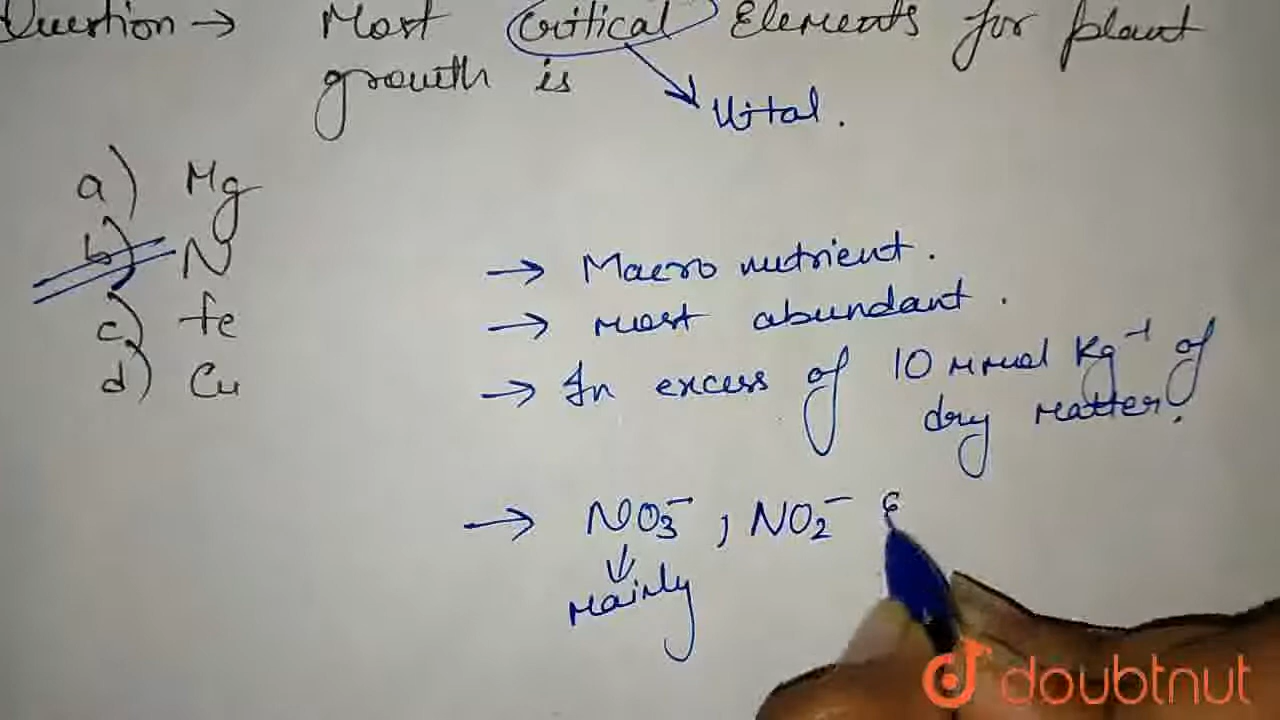 Question → Most Critical Elements for plant
growth is
Vital.
a) Mg
b) N
c) fe
d) Cu
→ Macro nutrient.
→ most abundant.
→ In excess of 10 mmol Kg⁻¹ of
dry matter.
→ NO₃⁻, NO₂⁻
mainly
doubtnut